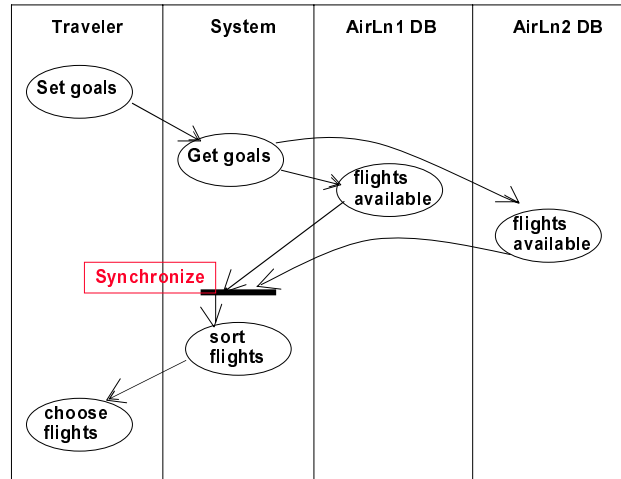 Traveler
System
AirLn1 DB
AirLn2 DB
Set goals
Get goals
flights
available
flights
available
Synchronize
sort
flights
choose
flights